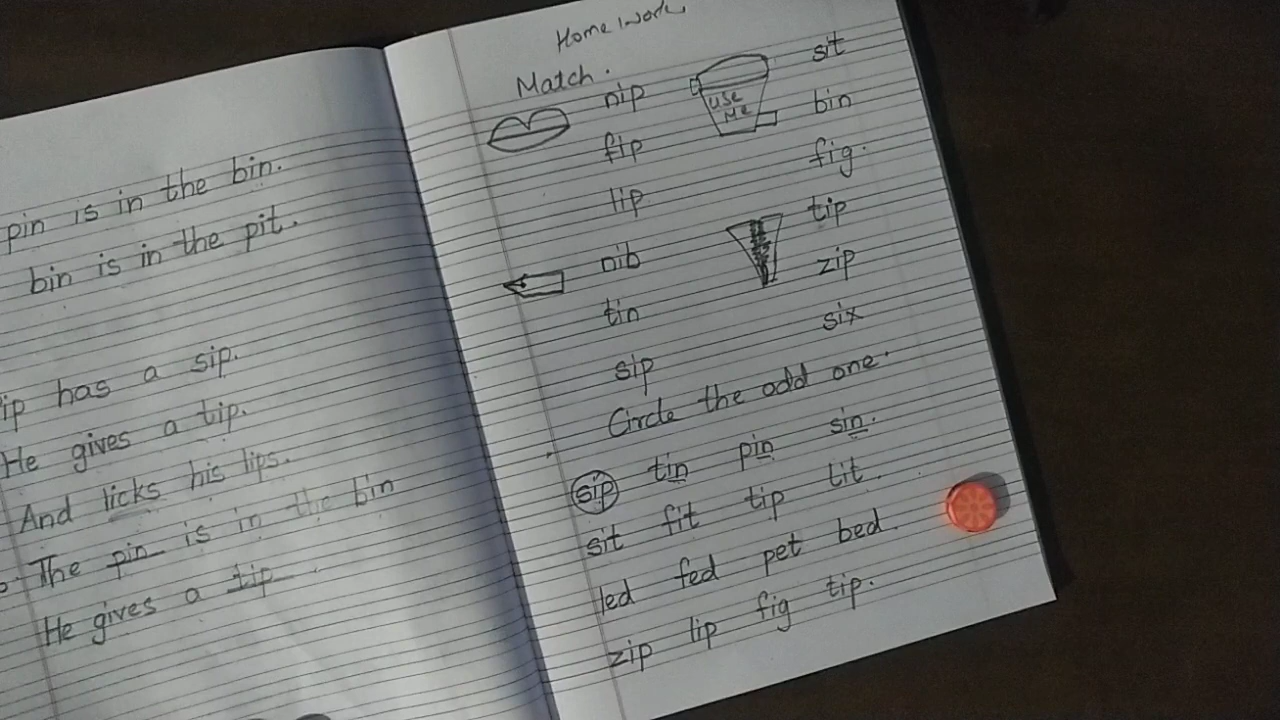 pin is in the bin.
bin is in the pit.
ip has a sip.
He gives a tip.
And licks his lips.
The pin is in the bin
He gives a tip.
Home Work
Match.
nip
fip
lip
nib
tin
sip
USE
Me
sit
bin
fig.
tip
zip
six
Circle the odd one.
sip tin pin sin.
sit fit tip lit.
led fed pet bed.
zip lip fig tip.